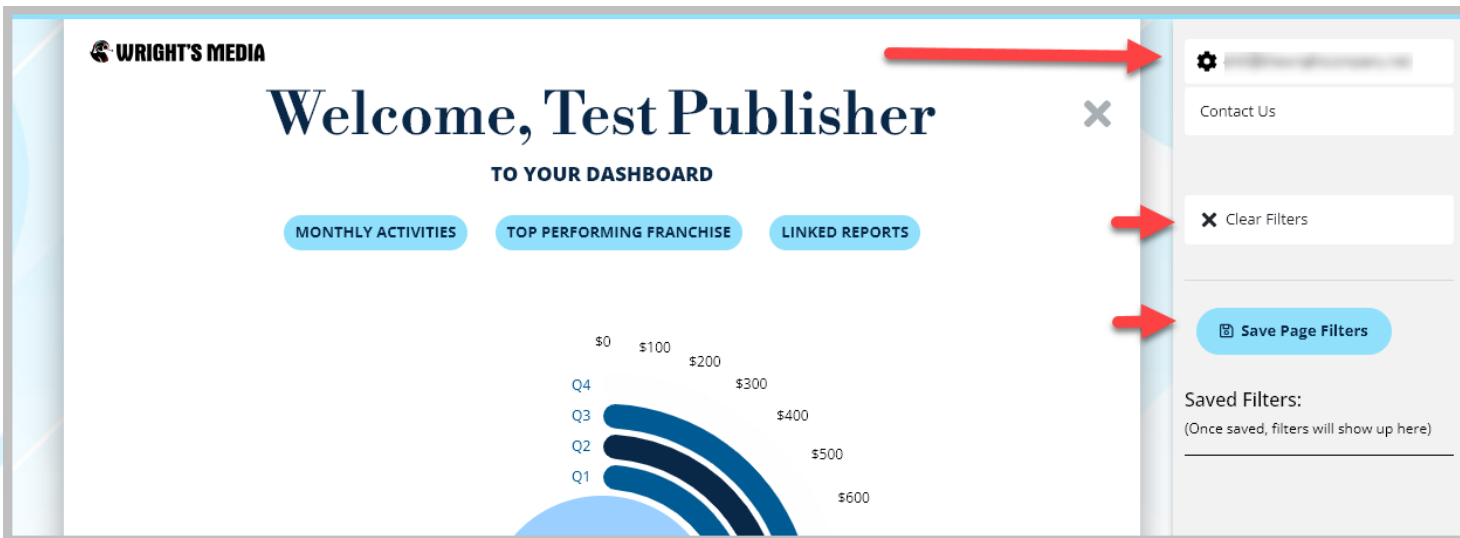 WRIGHT'S MEDIA
Welcome, Test Publisher
TO YOUR DASHBOARD
MONTHLY ACTIVITIES
TOP PERFORMING FRANCHISE
LINKED REPORTS
$0
$100
$200
$300
$400
$500
$600
Q4
Q3
Q2
Q1
Contact Us
Clear Filters
Save Page Filters
Saved Filters:
(Once saved, filters will show up here)